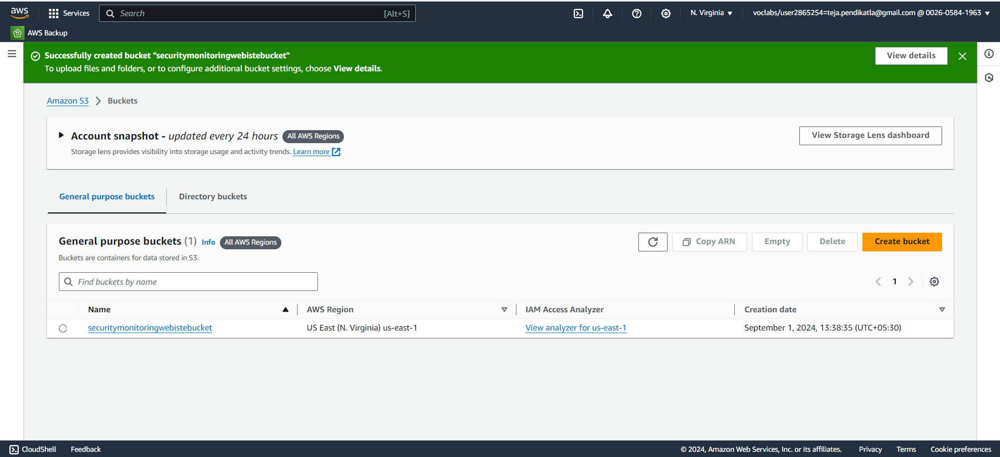 aws
Services
Search
[Alt+S]
N. Virginia
voclabs/user2865254=teja.pendikatla@gmail.com @ 0026-0584-1963
AWS Backup
Successfully created bucket "securitymonitoringwebistebucket"
To upload files and folders, or to configure additional bucket settings, choose View details.
View details
Amazon S3
Buckets
Account snapshot - updated every 24 hours
All AWS Regions
Storage lens provides visibility into storage usage and activity trends. Learn more
View Storage Lens dashboard
General purpose buckets
Directory buckets
General purpose buckets (1)
Info
All AWS Regions
Buckets are containers for data stored in S3.
Copy ARN
Empty
Delete
Create bucket
Find buckets by name
1
Name
AWS Region
IAM Access Analyzer
Creation date
securitymonitoringwebistebucket
US East (N. Virginia) us-east-1
View analyzer for us-east-1
September 1, 2024, 13:38:35 (UTC+05:30)
CloudShell
Feedback
© 2024, Amazon Web Services, Inc. or its affiliates.
Privacy
Terms
Cookie preferences